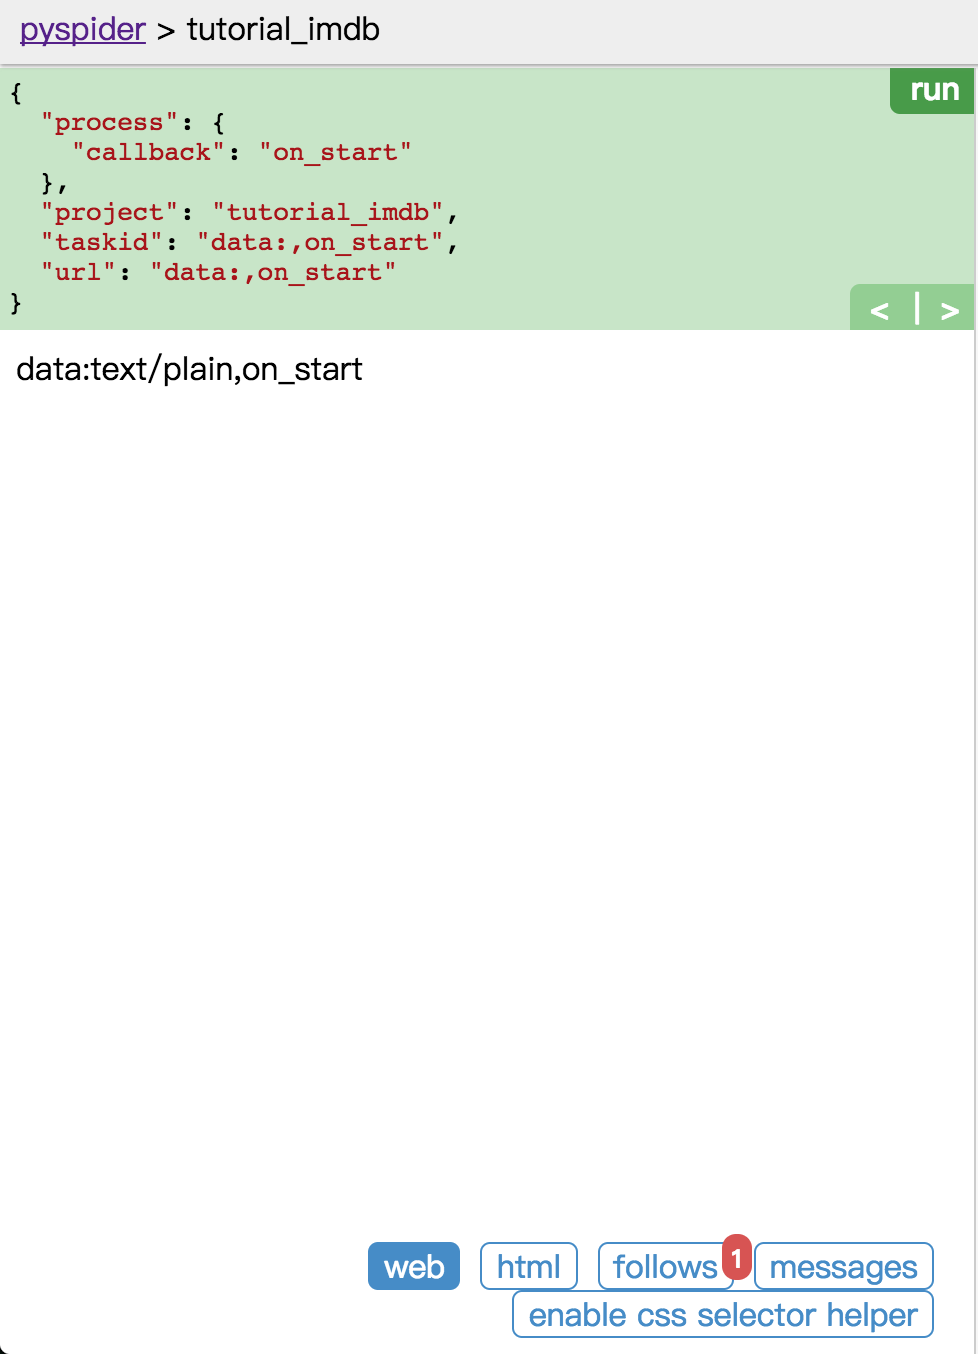 pyspider > tutorial_imdb
run
{
  "process": {
    "callback": "on_start"
  },
  "project": "tutorial_imdb",
  "taskid": "data:,on_start",
  "url": "data:,on_start"
}
< | >
data:text/plain,on_start
web html follows 1 messages
enable css selector helper